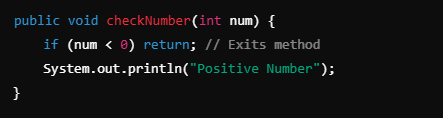 public void checkNumber(int num) {
    if (num < 0) return; // Exits method
    System.out.println("Positive Number");
}